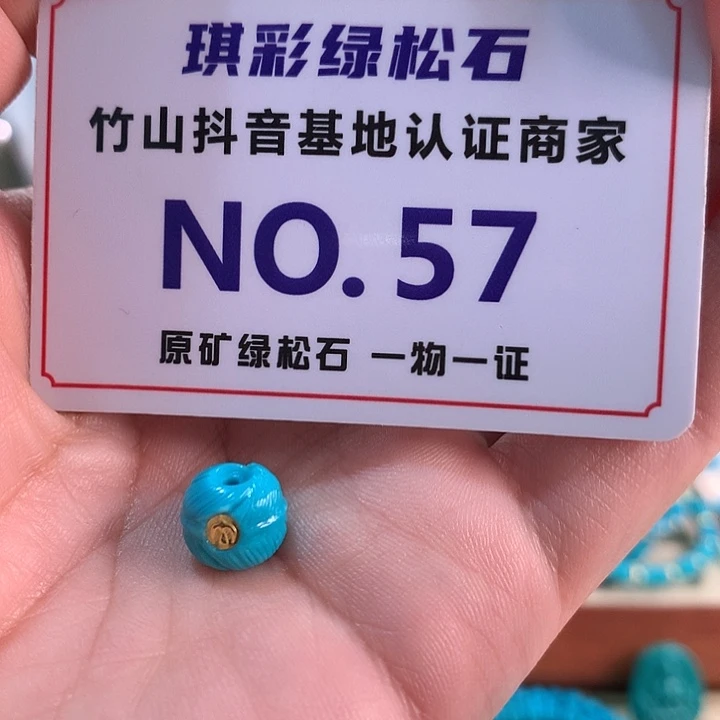 琪彩绿松石
竹山抖音基地认证商家
NO.57
原矿绿松石 一物一证